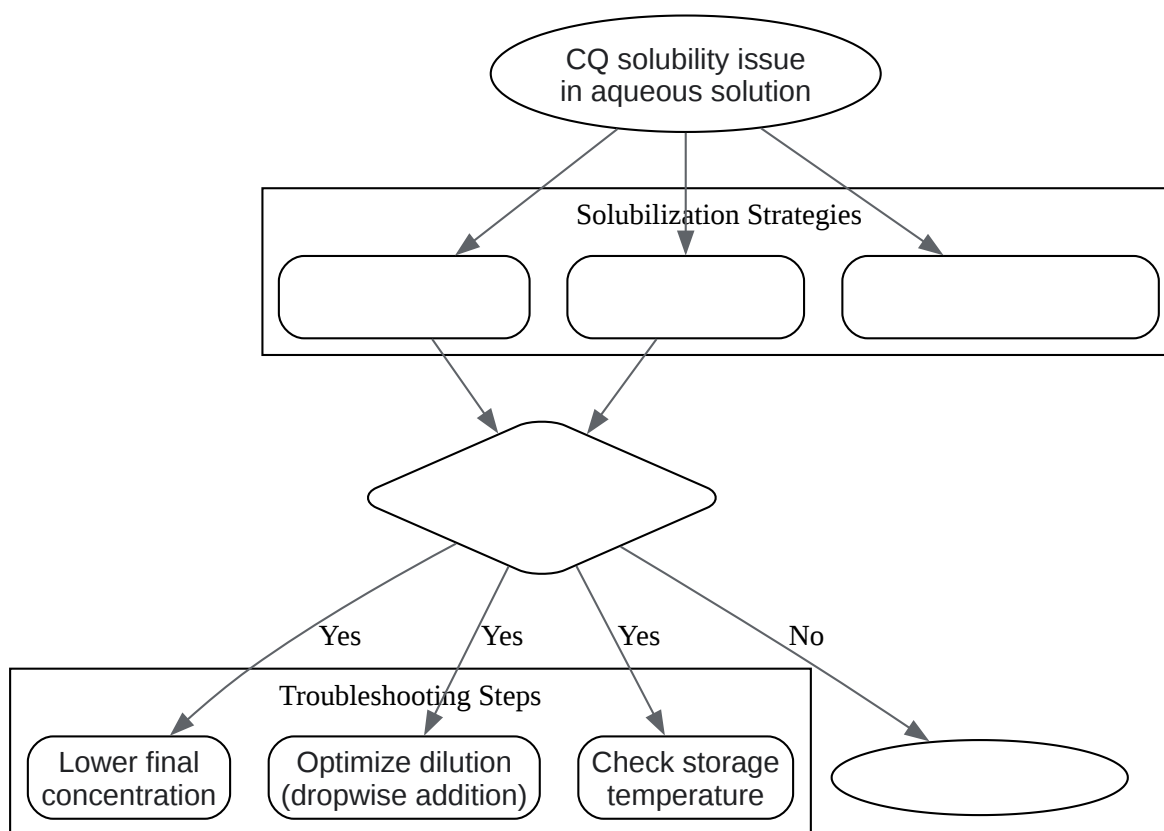 CQ solubility issue
in aqueous solution
Solubilization Strategies
Yes
Yes
Yes
No
Troubleshooting Steps
Lower final
concentration
Optimize dilution
(dropwise addition)
Check storage
temperature